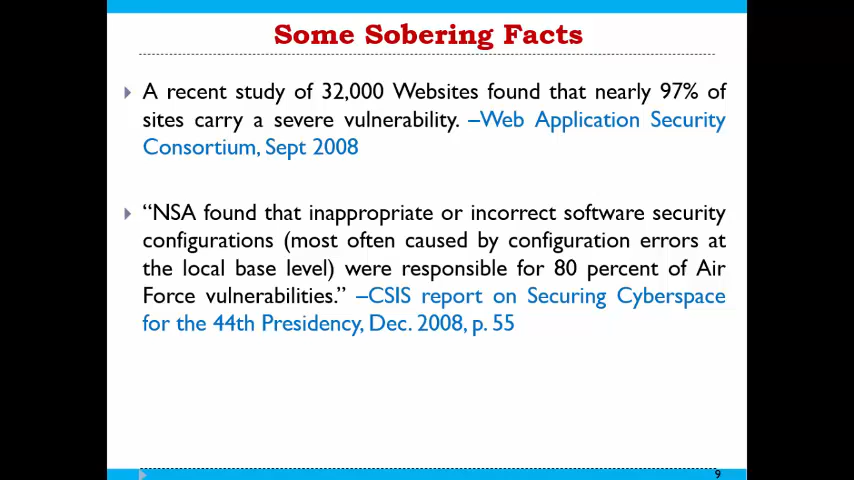 Some Sobering Facts
A recent study of 32,000 Websites found that nearly 97% of
sites carry a severe vulnerability. –Web Application Security
Consortium, Sept 2008
“NSA found that inappropriate or incorrect software security
configurations (most often caused by configuration errors at
the local base level) were responsible for 80 percent of Air
Force vulnerabilities.” –CSIS report on Securing Cyberspace
for the 44th Presidency, Dec. 2008, p. 55
9